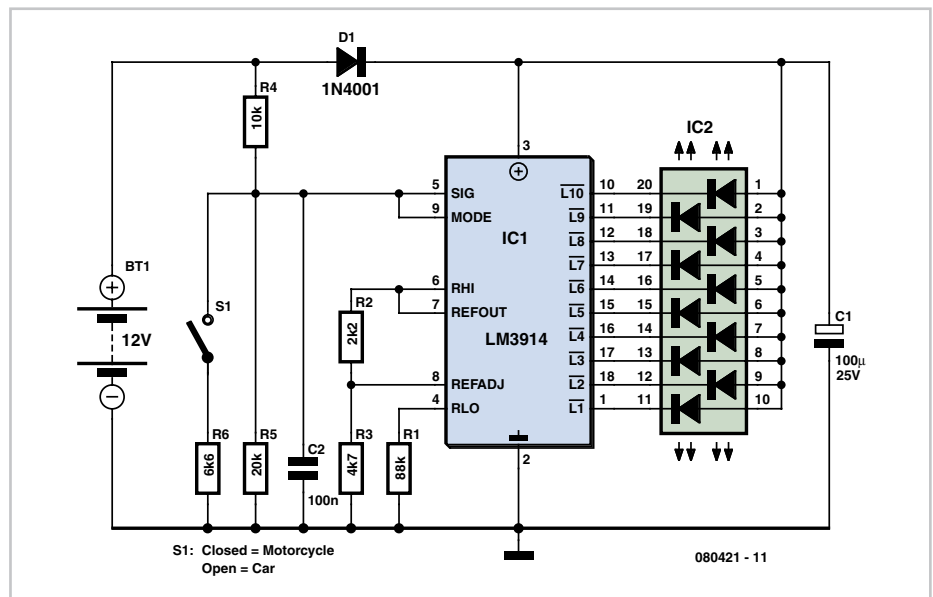 D1
1N4001
R4
10k
IC2
3
5 SIG
9 MODE
IC1
6 RHI
7 REFOUT
LM3914
8 REFADJ
4 RLO
2
L10 10 20 1
L9 11 19 2
L8 12 18 3
L7 13 17 4
L6 14 16 5
L5 15 15 6
L4 16 14 7
L3 17 13 8
L2 18 12 9
L1 1 11 10
BT1
12V
S1
R2
2k2
C1
100µ
25V
R6
6k6
R5
20k
C2
100n
R3
4k7
R1
88k
S1: Closed = Motorcycle
Open = Car
080421 - 11